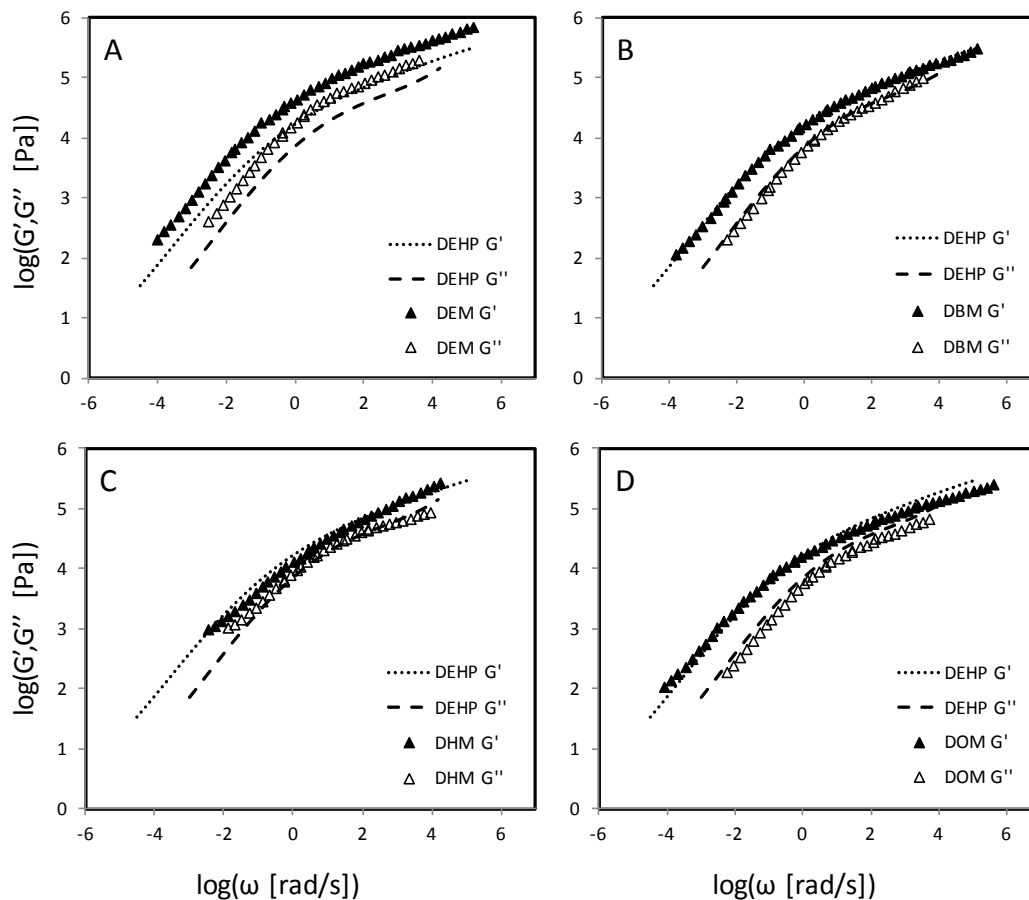 A
B
log(G',G'' [Pa])
6
5
4
3
2
1
0
-6 -4 -2 0 2 4 6
DEHP G'
DEHP G''
DEM G'
DEM G''
6
5
4
3
2
1
0
-6 -4 -2 0 2 4 6
DEHP G'
DEHP G''
DBM G'
DBM G''
C
D
log(G',G'' [Pa])
6
5
4
3
2
1
0
-6 -4 -2 0 2 4 6
DEHP G'
DEHP G''
DHM G'
DHM G''
log(ω [rad/s])
6
5
4
3
2
1
0
-6 -4 -2 0 2 4 6
DEHP G'
DEHP G''
DOM G'
DOM G''
log(ω [rad/s])